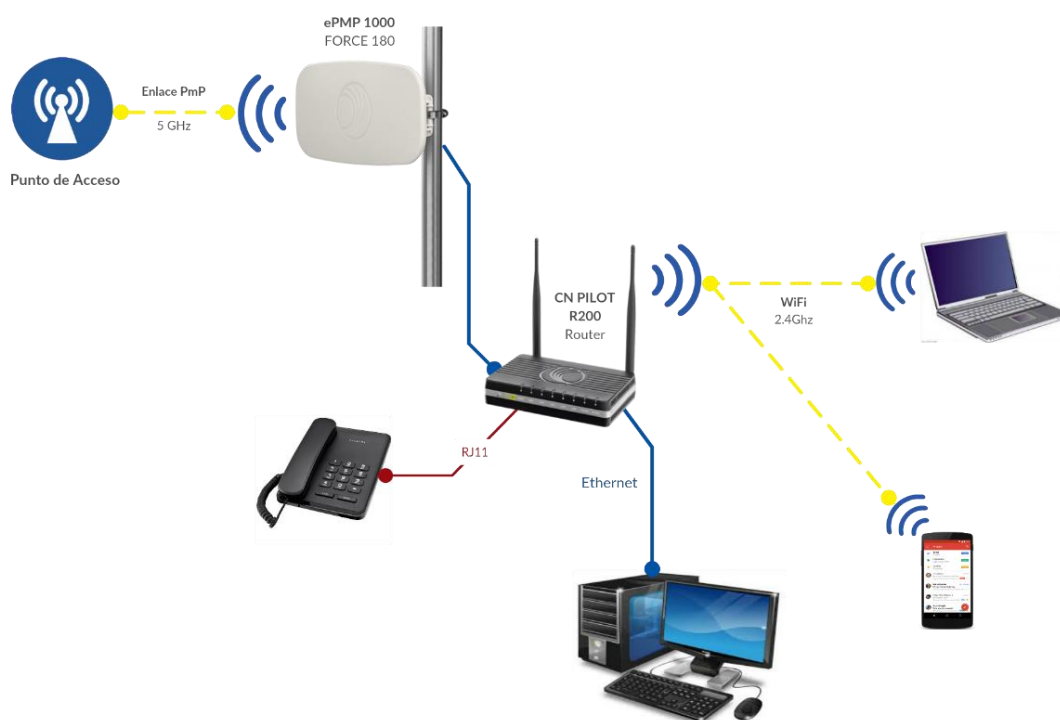 ePMP 1000
FORCE 180
Enlace PmP
5 GHz
Punto de Acceso
CN PILOT
R200
Router
WiFi
2.4Ghz
RJ11
Ethernet